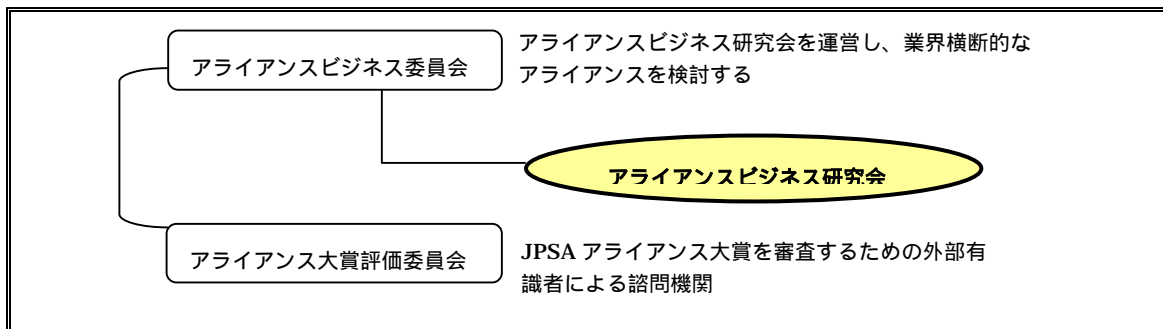 アライアンスビジネス委員会
アライアンスビジネス研究会を運営し、業界横断的な
アライアンスを検討する
アライアンスビジネス研究会
アライアンス大賞評価委員会
JPSA アライアンス大賞を審査するための外部有
識者による諮問機関